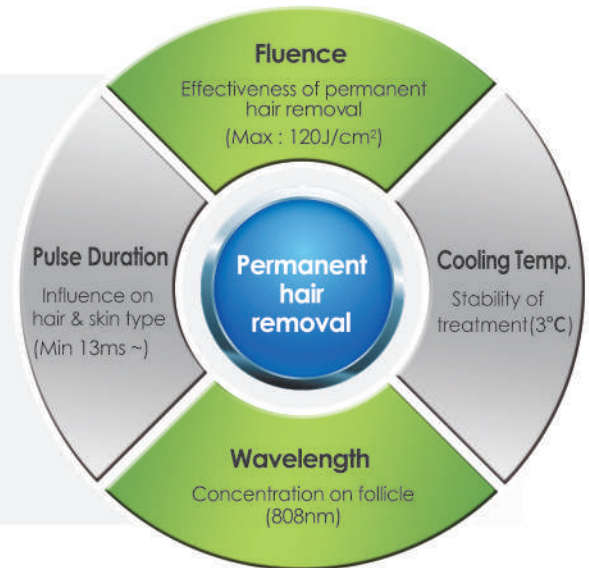 Fluence
Effectiveness of permanent
hair removal
(Max : 120J/cm²)
Pulse Duration
Influence on
hair & skin type
(Min 13ms ~)
Permanent
hair
removal
Cooling Temp.
Stability of
treatment(3℃)
Wavelength
Concentration on follicle
(808nm)